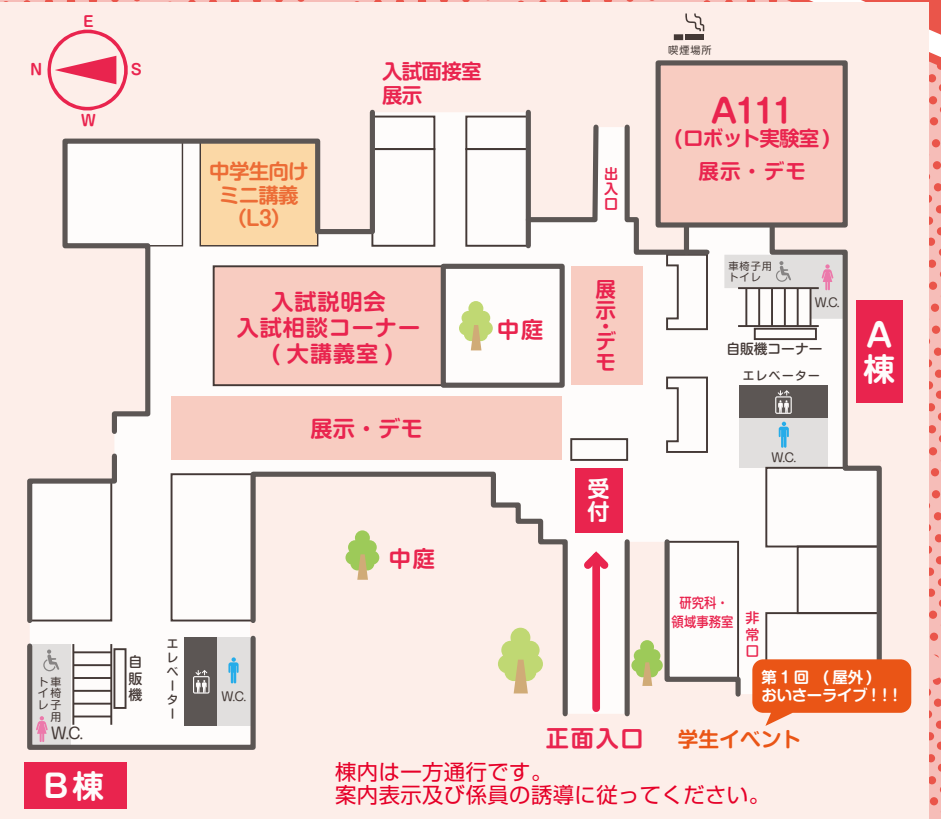 E
N
S
W
喫煙場所
入試面接室
展示
A111
(ロボット実験室)
展示・デモ
中学生向け
ミニ講義
(L3)
出入口
車椅子用
トイレ
W.C.
自販機コーナー
A棟
入試説明会
入試相談コーナー
(大講義室)
中庭
展示・デモ
エレベーター
W.C.
展示・デモ
受付
中庭
研究科・
領域事務室
非常口
第1回 (屋外)
おいさーライブ!!!
学生イベント
正面入口
車椅子用
トイレ
W.C.
自販機
エレベーター
W.C.
B棟
棟内は一方通行です。
案内表示及び係員の誘導に従ってください。